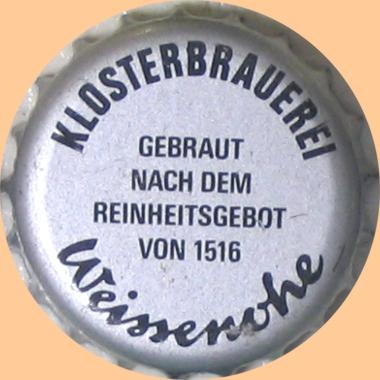 KLOSTERBRAUEREI
GEBRAUT
NACH DEM
REINHEITSGEBOT
VON 1516
Weissenohe